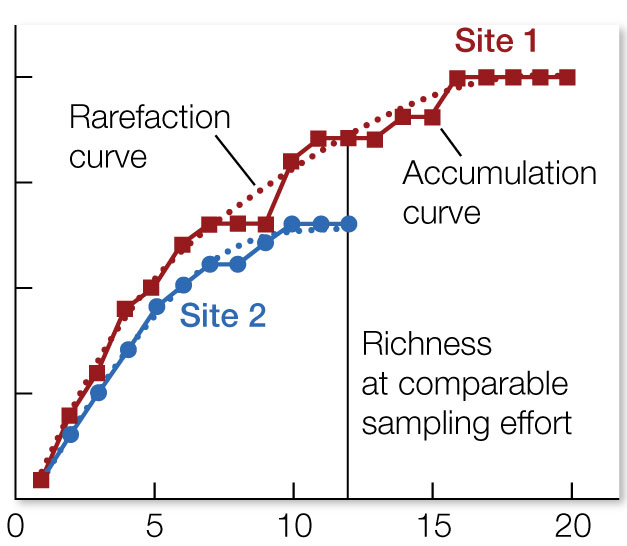 Site 1
Rarefaction
curve
Accumulation
curve
Site 2
Richness
at comparable
sampling effort
0 5 10 15 20